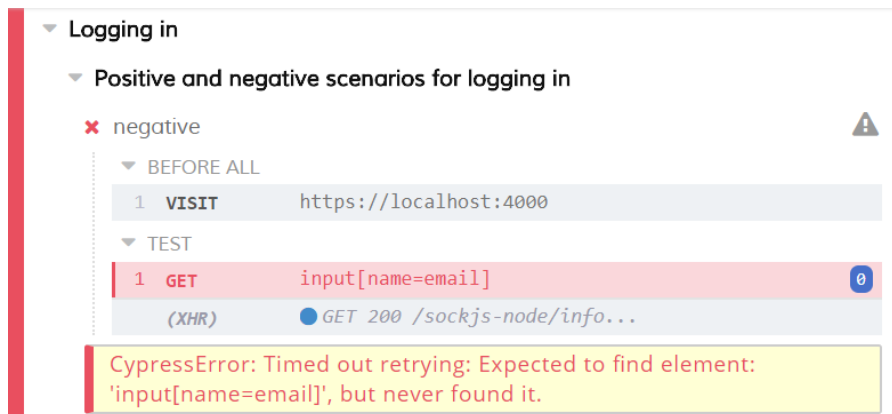 Logging in
Positive and negative scenarios for logging in
negative
BEFORE ALL
1 VISIT https://localhost:4000
TEST
1 GET input[name=email] 0
(XHR) GET 200 /sockjs-node/info...
CypressError: Timed out retrying: Expected to find element:
'input[name=email]', but never found it.